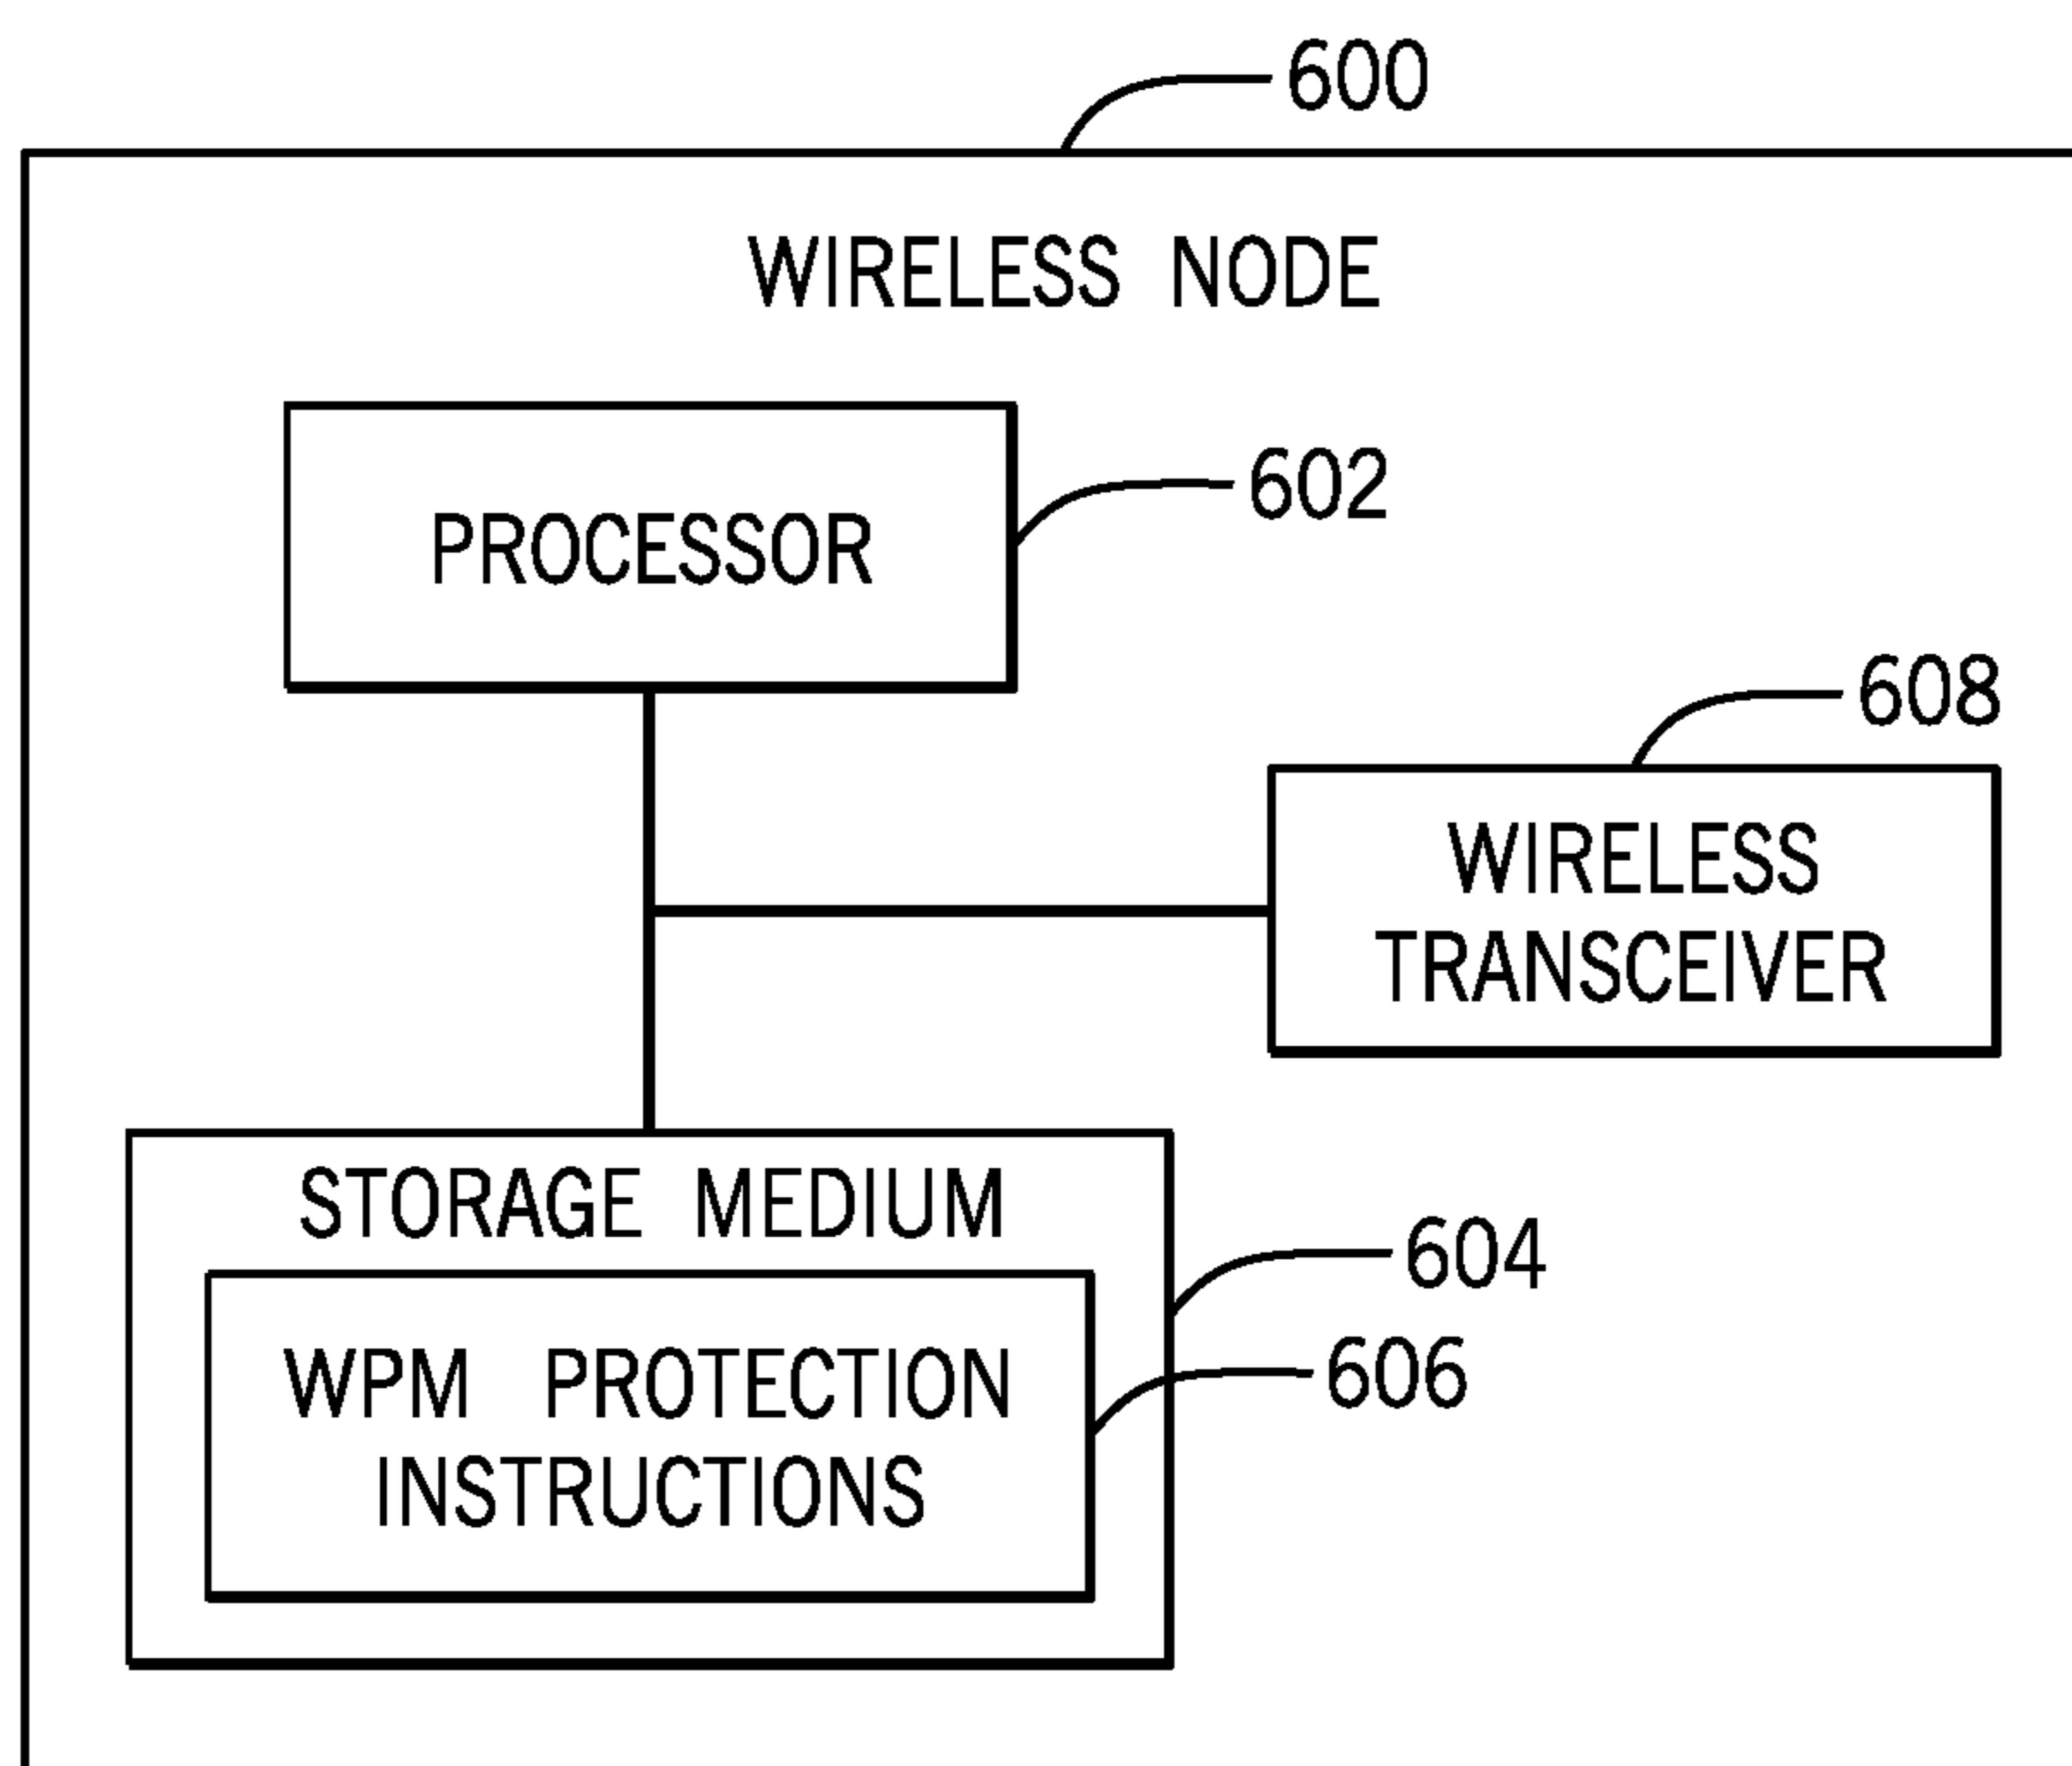 600
WIRELESS NODE
PROCESSOR
602
608
WIRELESS
TRANSCEIVER
STORAGE MEDIUM
604
WPM PROTECTION
INSTRUCTIONS
606